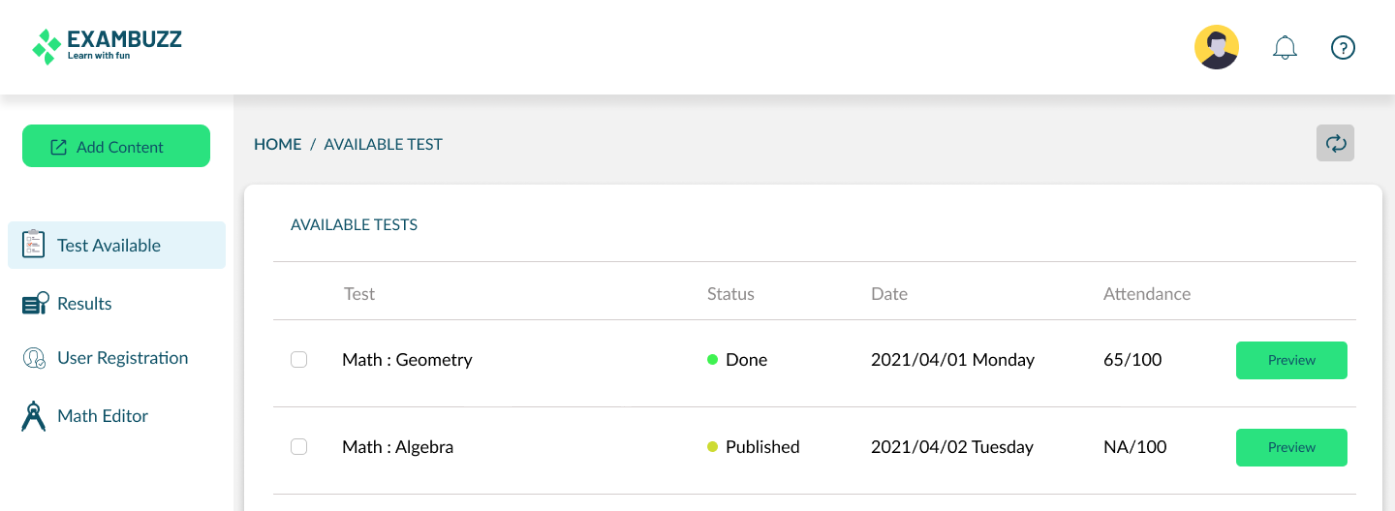 EXAMBUZZ
Learn with fun
?
Add Content
HOME / AVAILABLE TEST
AVAILABLE TESTS
Test Available
Results
User Registration
Math Editor
Test Status Date Attendance
Math : Geometry Done 2021/04/01 Monday 65/100 Preview
Math : Algebra Published 2021/04/02 Tuesday NA/100 Preview